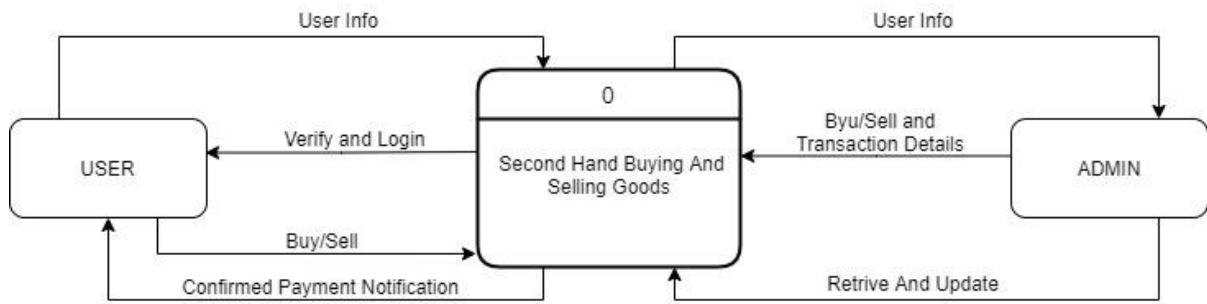 User Info
User Info
0
Verify and Login
Byu/Sell and
Transaction Details
USER
Second Hand Buying And
Selling Goods
ADMIN
Buy/Sell
Confirmed Payment Notification
Retrive And Update